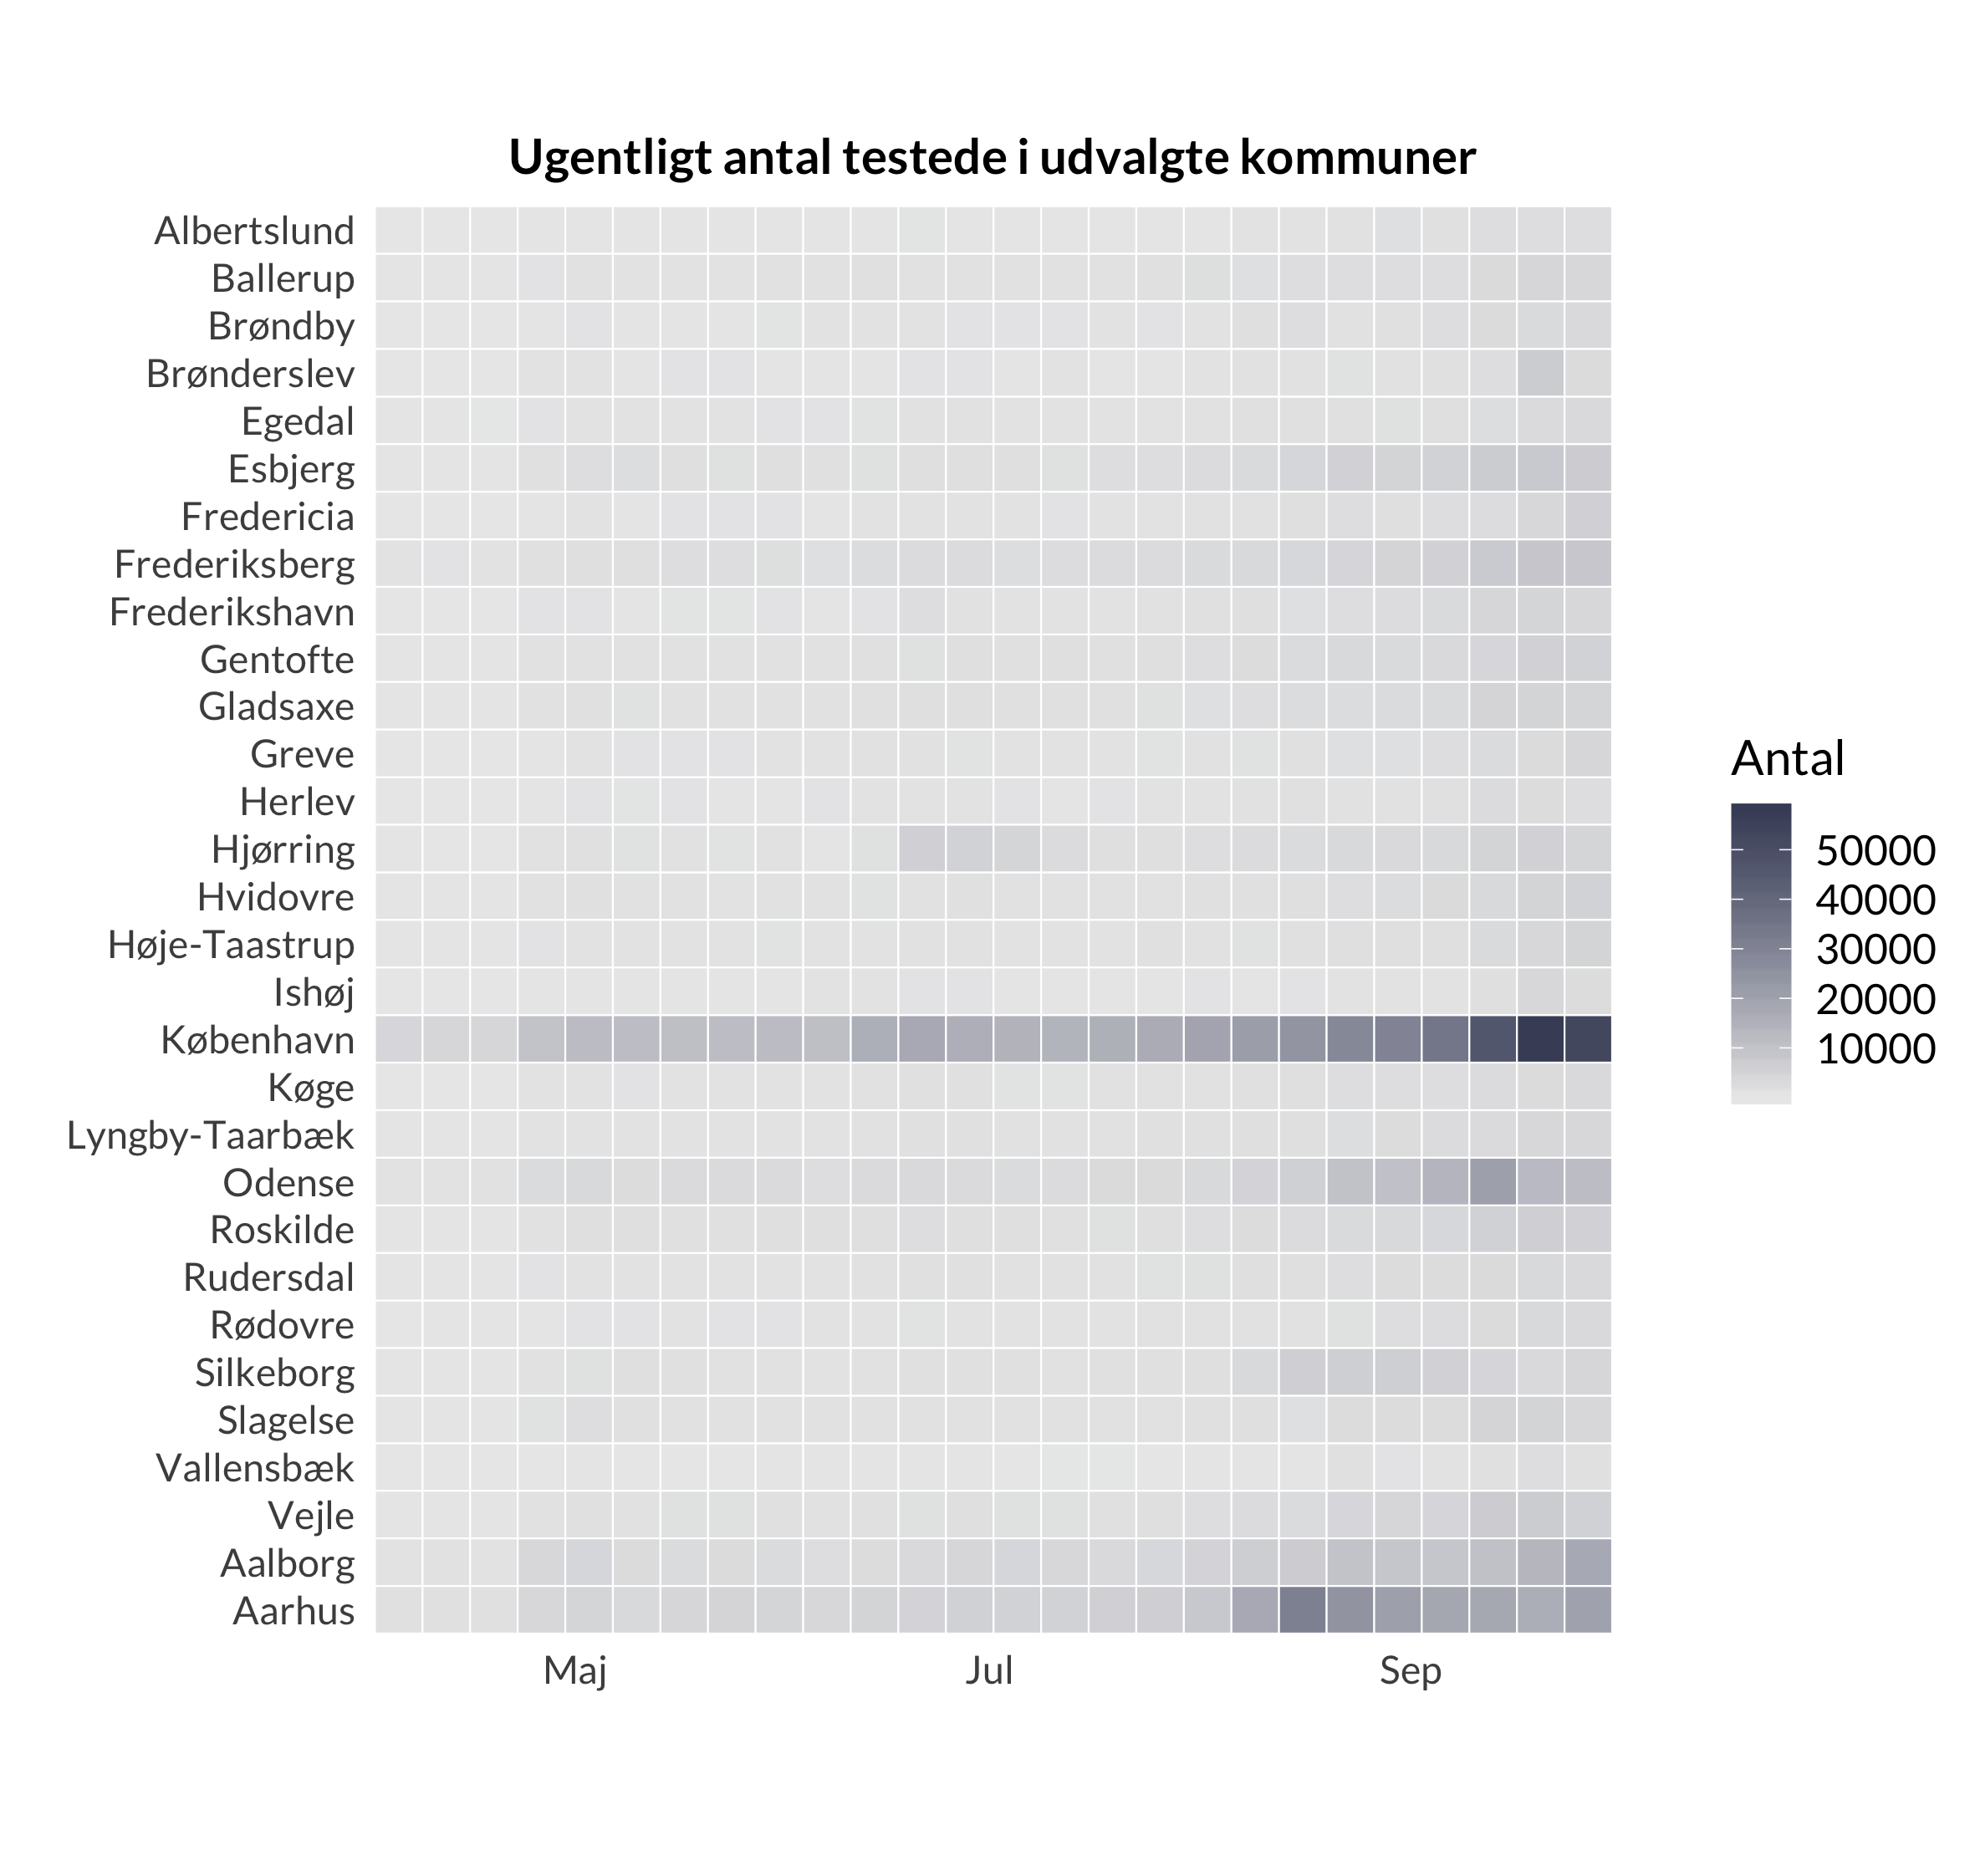 Ugentligt antal testede i udvalgte kommuner
Albertslund
Ballerup
Brøndby
Brønderslev
Egedal
Esbjerg
Fredericia
Frederiksberg
Frederikshavn
Gentofte
Gladsaxe
Greve
Herlev
Hjørring
Hvidovre
Høje-Taastrup
Ishøj
København
Køge
Lyngby-Taarbæk
Odense
Roskilde
Rudersdal
Rødovre
Silkeborg
Slagelse
Vallensbæk
Vejle
Aalborg
Aarhus
Maj Jul Sep
Antal
50000
40000
30000
20000
10000